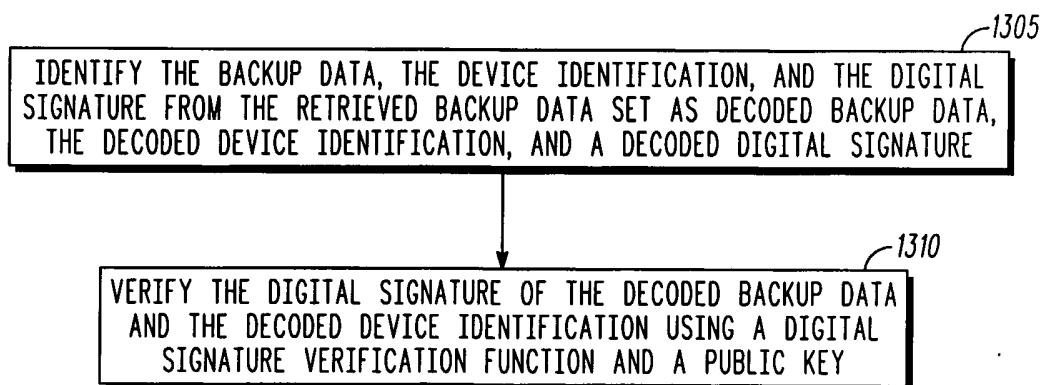 1305
IDENTIFY THE BACKUP DATA, THE DEVICE IDENTIFICATION, AND THE DIGITAL
SIGNATURE FROM THE RETRIEVED BACKUP DATA SET AS DECODED BACKUP DATA,
THE DECODED DEVICE IDENTIFICATION, AND A DECODED DIGITAL SIGNATURE
1310
VERIFY THE DIGITAL SIGNATURE OF THE DECODED BACKUP DATA
AND THE DECODED DEVICE IDENTIFICATION USING A DIGITAL
SIGNATURE VERIFICATION FUNCTION AND A PUBLIC KEY